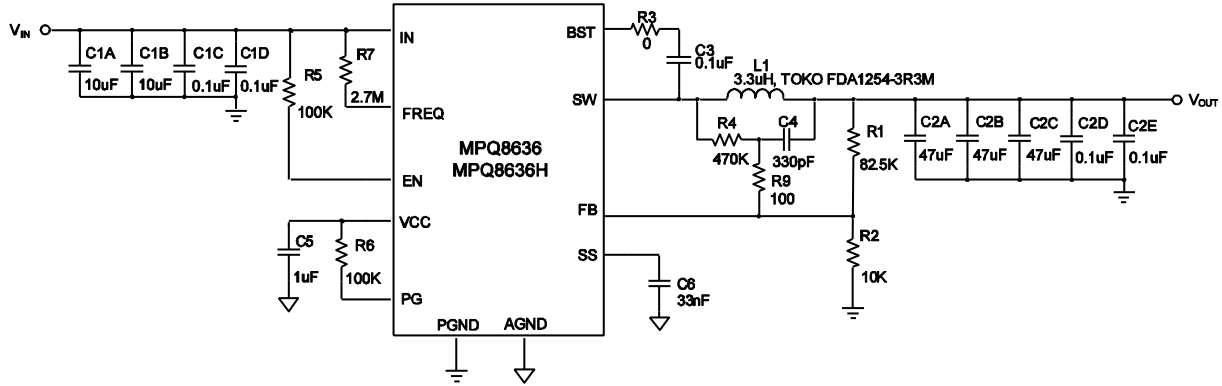 VIN
C1A
10uF
C1B
10uF
C1C
0.1uF
C1D
0.1uF
R5
100K
R7
2.7M
IN
FREQ
EN
VCC
PG
MPQ8636
MPQ8636H
PGND
AGND
BST
SW
FB
SS
C5
1uF
R6
100K
R3
0
C3
0.1uF
L1
3.3uH, TOKO FDA1254-3R3M
R4
470K
C4
330pF
R9
100
R1
82.5K
R2
10K
C6
33nF
C2A
47uF
C2B
47uF
C2C
47uF
C2D
0.1uF
C2E
0.1uF
VOUT